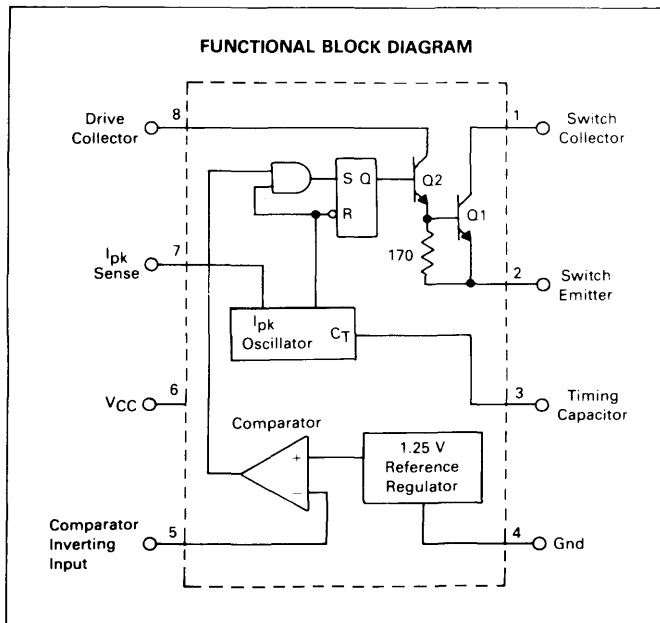 FUNCTIONAL BLOCK DIAGRAM
Drive
Collector
8
1
Switch
Collector
S Q
R
Q2
Q1
170
7
Ipk
Sense
2
Switch
Emitter
Ipk
Oscillator
CT
6
VCC
3
Timing
Capacitor
Comparator
+
−
1.25 V
Reference
Regulator
5
Comparator
Inverting
Input
4
Gnd